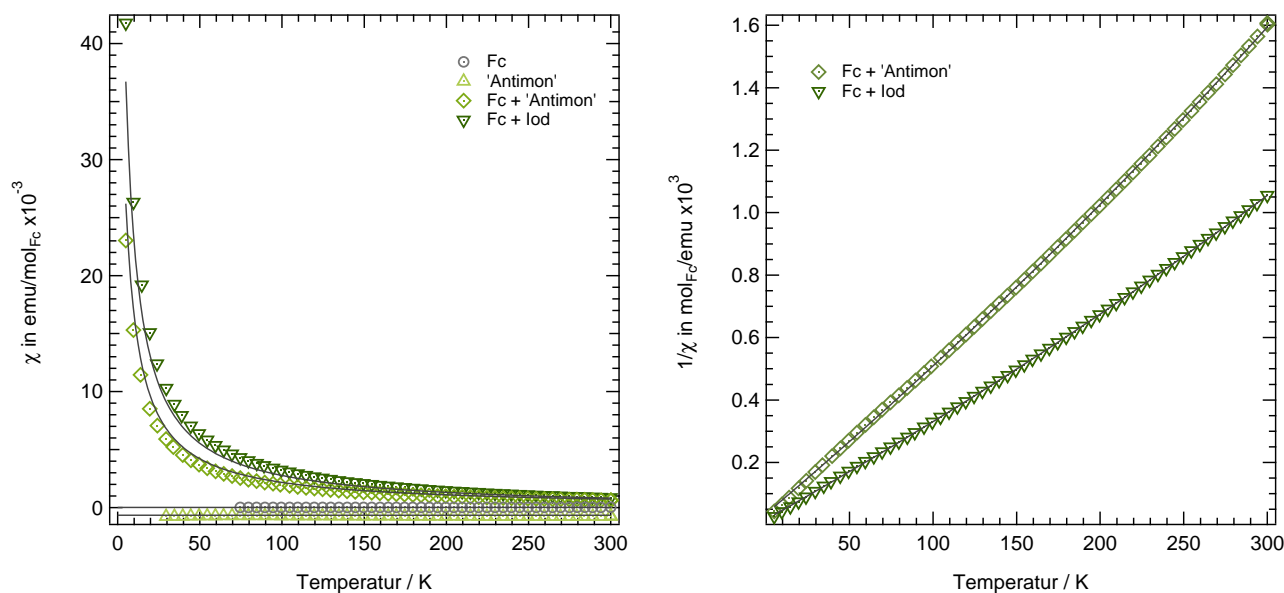 χ in emu/mol_Fc x10⁻³
40
30
20
10
0
Fc
'Antimon'
Fc + 'Antimon'
Fc + Iod
0 50 100 150 200 250 300
Temperatur / K
1/χ in mol_Fc/emu x10³
1.6
1.4
1.2
1.0
0.8
0.6
0.4
0.2
Fc + 'Antimon'
Fc + Iod
50 100 150 200 250 300
Temperatur / K